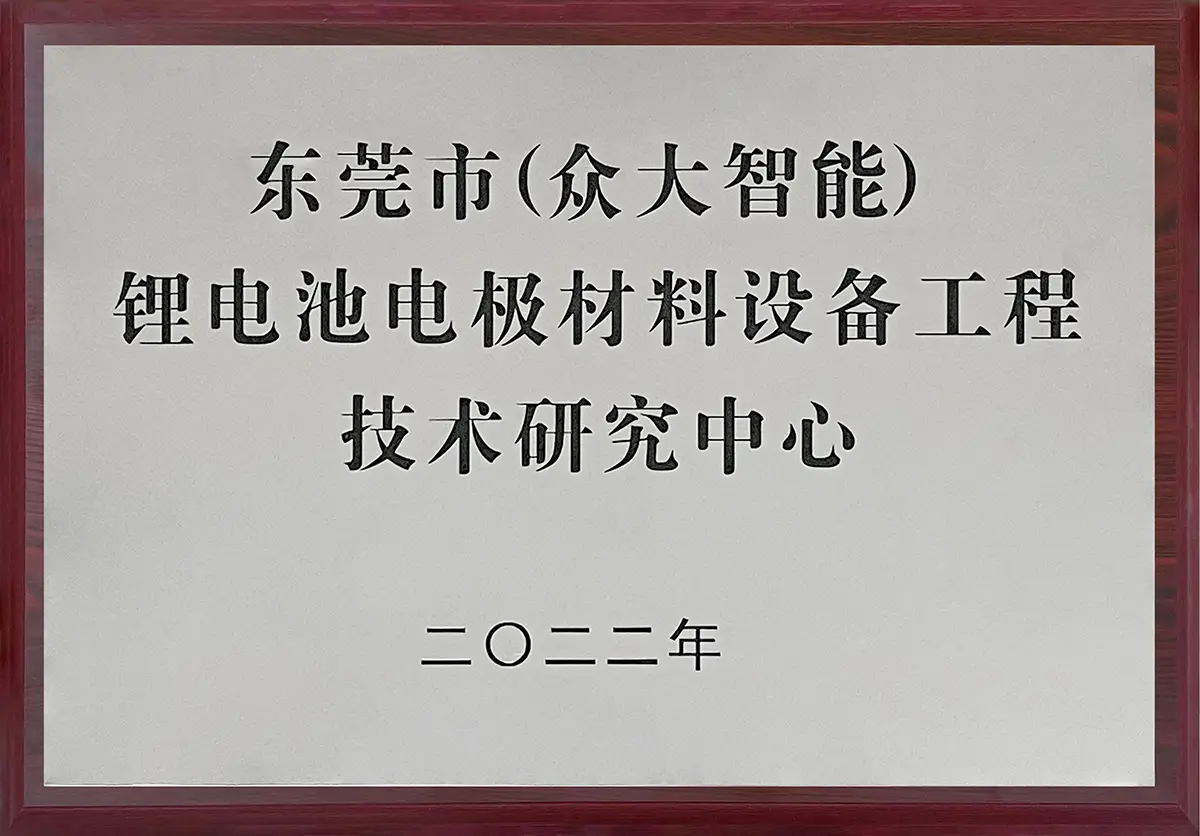 东莞市(众大智能)
锂电池电极材料设备工程
技术研究中心
二〇二二年